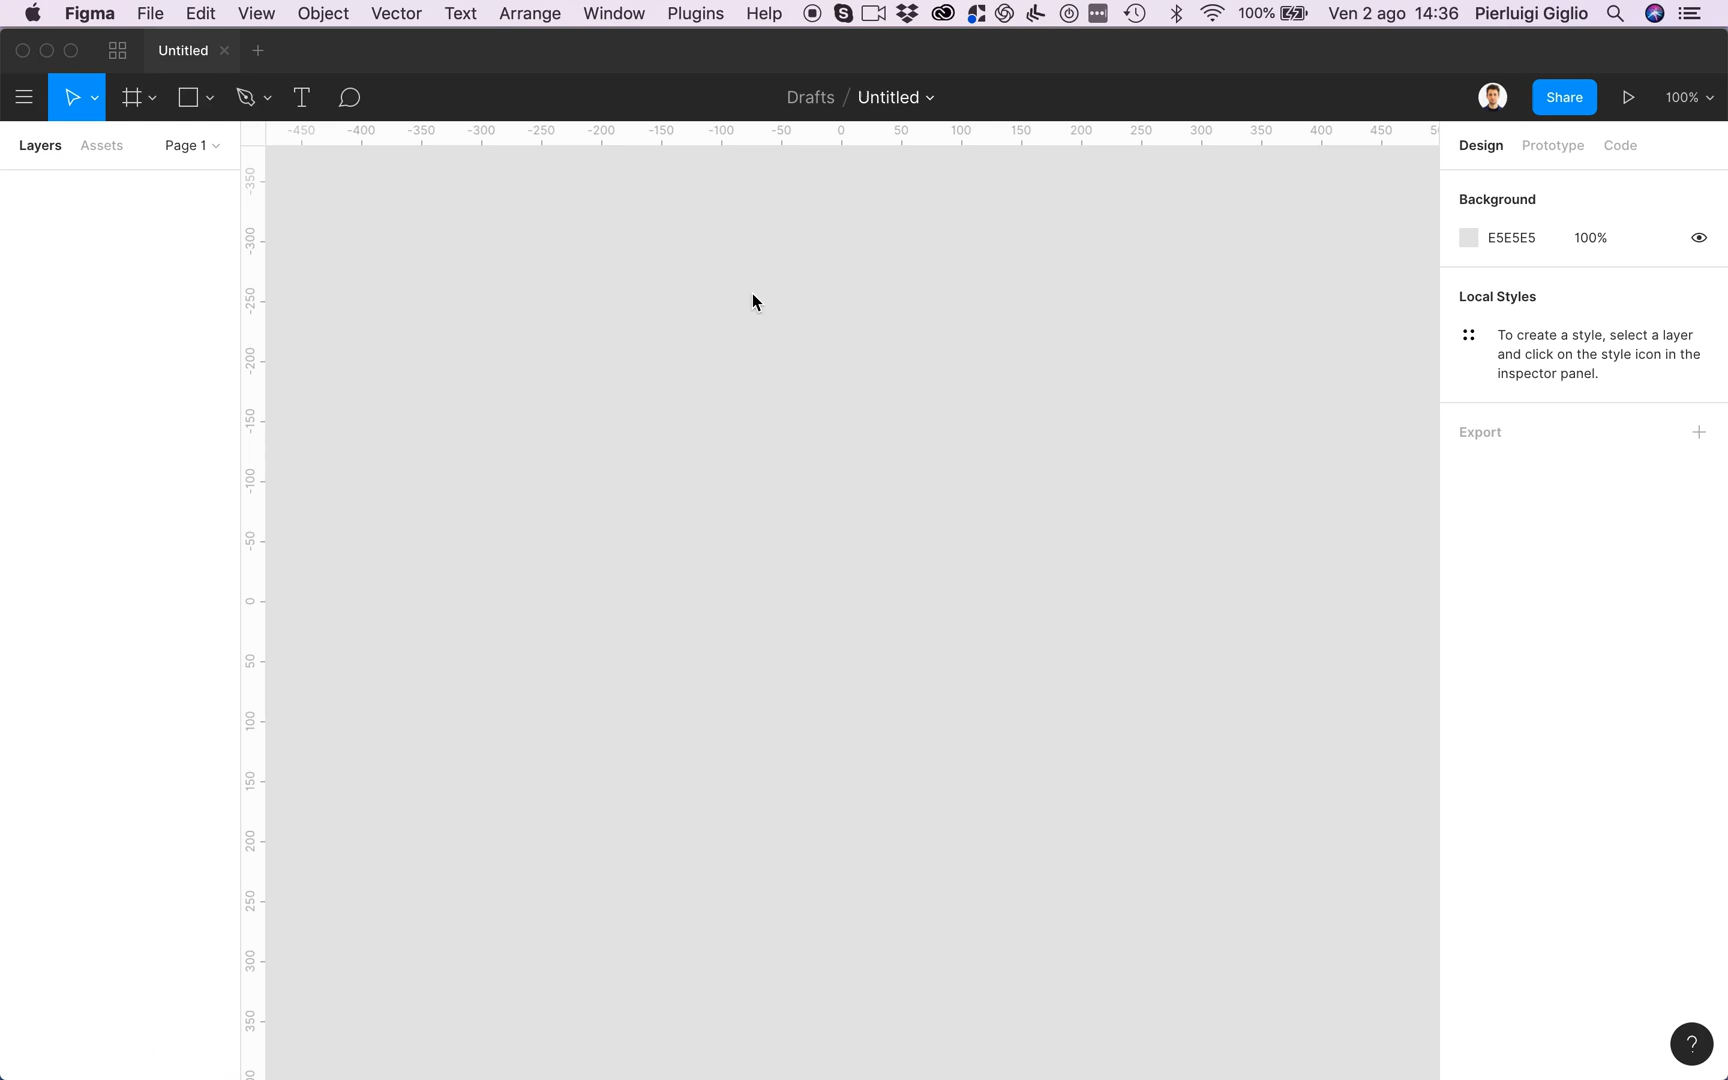 Figma File Edit View Object Vector Text Arrange Window Plugins Help 100% Ven 2 ago 14:36 Pierluigi Giglio
Untitled
Drafts / Untitled Share 100%
-450 -400 -350 -300 -250 -200 -150 -100 -50 0 50 100 150 200 250 300 350 400 450
Layers Assets Page 1
Design Prototype Code
-350
-300
-250
-200
-150
-100
-50
0
50
100
150
200
250
300
350
Background
E5E5E5 100%
Local Styles
To create a style, select a layer
and click on the style icon in the
inspector panel.
Export
?